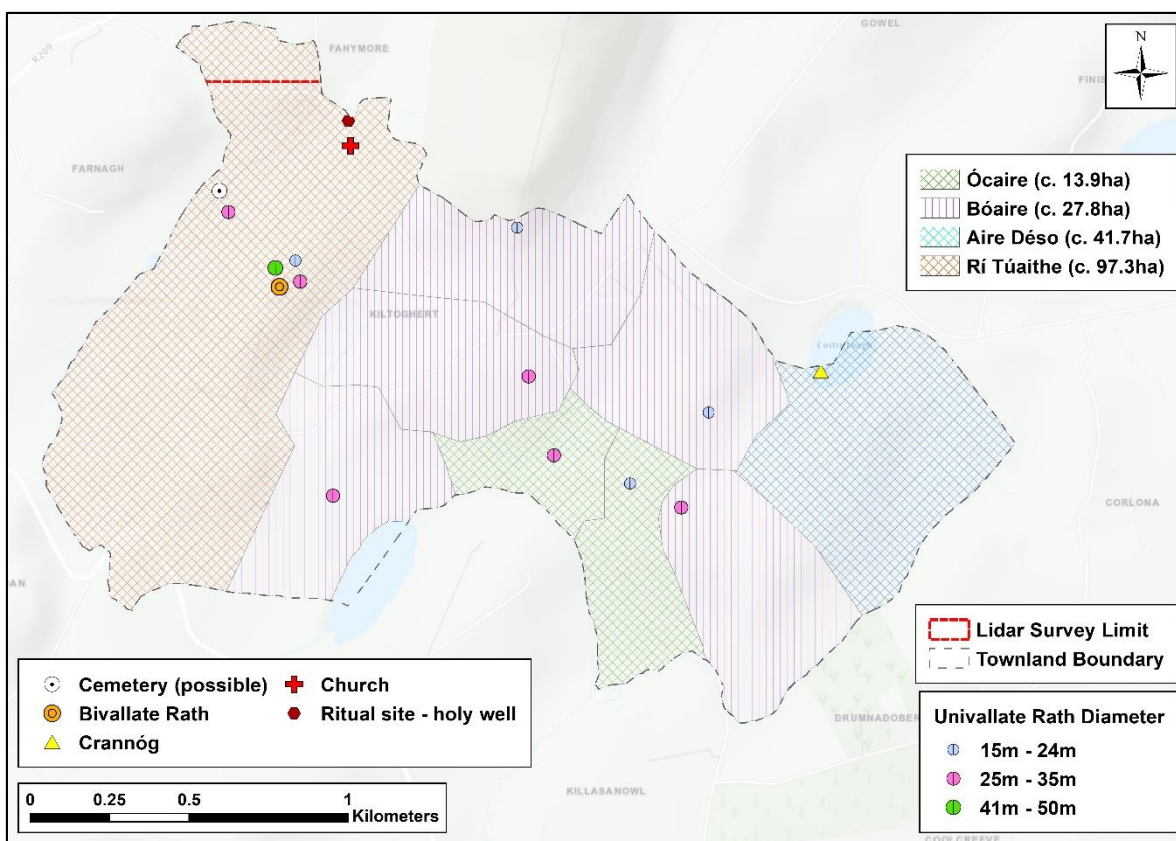 FAHYMORE
GOWEL
N
R209
FINIS
FARNAGH
Ócaire (c. 13.9ha)
Bóaire (c. 27.8ha)
Aire Déso (c. 41.7ha)
Rí Túaithe (c. 97.3ha)
KILTOGHERT
CORLONA
AN
Lidar Survey Limit
Townland Boundary
Cemetery (possible)
Church
Bivallate Rath
Ritual site - holy well
Crannóg
DRUMNADOBER
Univallate Rath Diameter
15m - 24m
25m - 35m
41m - 50m
0 0.25 0.5 1
Kilometers
KILLASANOWL
COOLCREEVE